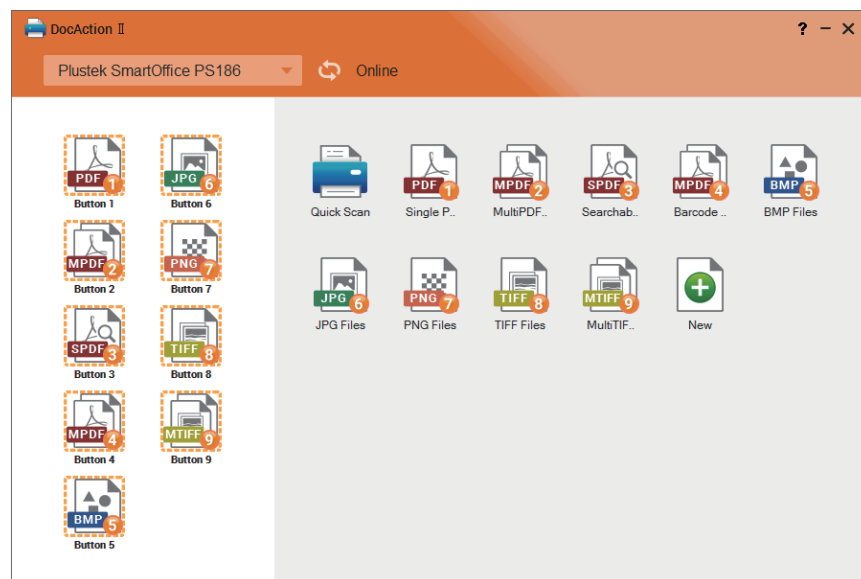 DocAction II
? – ×
Plustek SmartOffice PS186
Online
PDF 1
Button 1
JPG 6
Button 6
MPDF 2
Button 2
PNG 7
Button 7
SPDF 3
Button 3
TIFF 8
Button 8
MPDF 4
Button 4
MTIFF 9
Button 9
BMP 5
Button 5
Quick Scan
PDF 1
Single P..
MPDF 2
MultiPDF..
SPDF 3
Searchab..
MPDF 4
Barcode ..
BMP 5
BMP Files
JPG 6
JPG Files
PNG 7
PNG Files
TIFF 8
TIFF Files
MTIFF 9
MultiTIF..
New